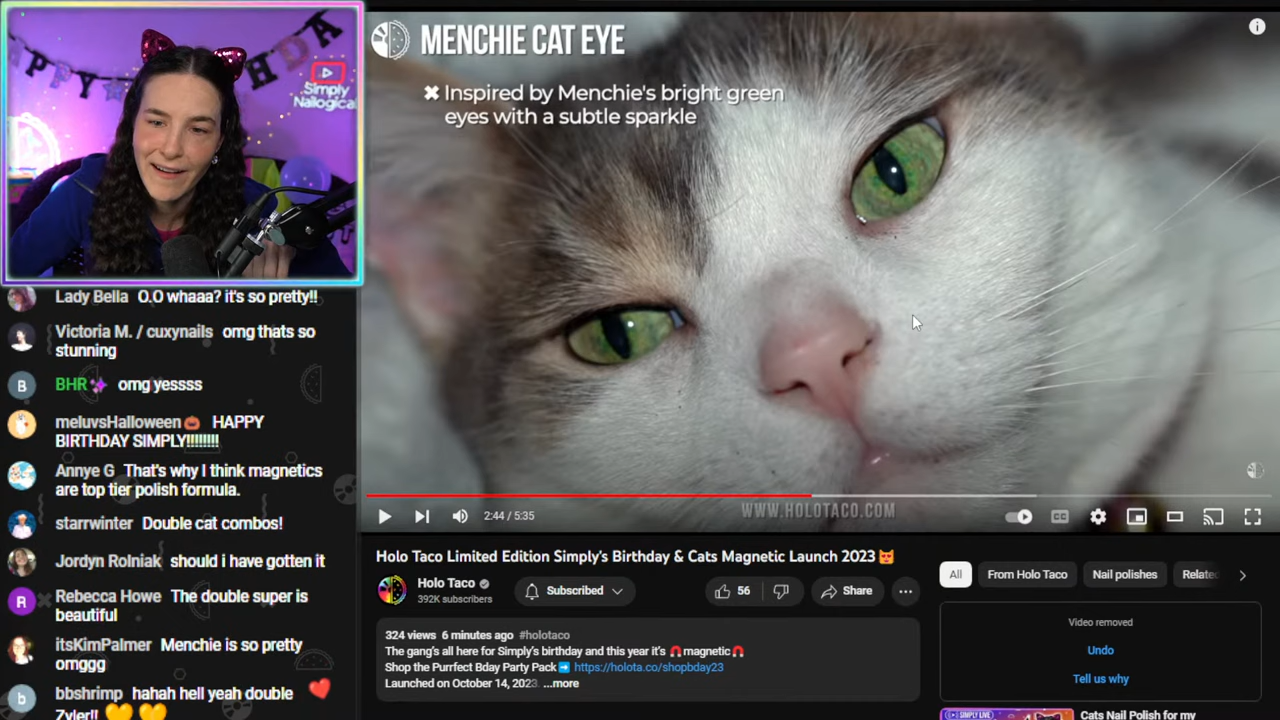 HAPPY
HDA
Simply
Nailogical
Lady Bella O.O whaaa? it's so pretty!!
Victoria M. / cuxynails omg thats so
stunning
B
BHR omg yessss
meluvsHalloween🎃 HAPPY
BIRTHDAY SIMPLY!!!!!!!!
Annye G That's why I think magnetics
are top tier polish formula.
starrwinter Double cat combos!
Jordyn Rolniak should i have gotten it
R
Rebecca Howe The double super is
beautiful
itsKimPalmer Menchie is so pretty
omggg
b
bbshrimp hahah hell yeah double
Zyler!! 💛 💛
MENCHIE CAT EYE
✖ Inspired by Menchie's bright green
eyes with a subtle sparkle
2:44 / 5:35
WWW.HOLOTACO.COM
CC
Holo Taco Limited Edition Simply's Birthday & Cats Magnetic Launch 2023😻
Holo Taco
392K subscribers
Subscribed
56
Share
324 views 6 minutes ago #holotaco
The gang's all here for Simply's birthday and this year it's 🧲magnetic🧲
Shop the Purrfect Bday Party Pack➡️ https://holota.co/shopbday23
Launched on October 14, 2023. ...more
All
From Holo Taco
Nail polishes
Relate
Video removed
Undo
Tell us why
SIMPLY LIVE
Cats Nail Polish for my